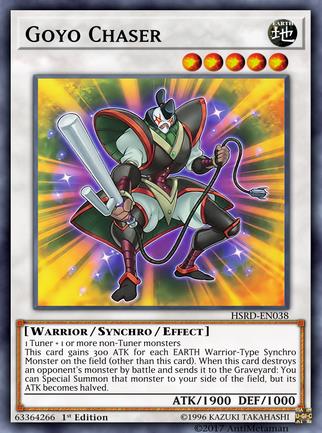 Goyo Chaser
EARTH
地
HSRD-EN038
[Warrior/Synchro/Effect]
1 Tuner + 1 or more non-Tuner monsters
This card gains 300 ATK for each EARTH Warrior-Type Synchro
Monster on the field (other than this card). When this card destroys
an opponent's monster by battle and sends it to the Graveyard: You
can Special Summon that monster to your side of the field, but its
ATK becomes halved.
ATK/1900 DEF/1000
63364266 1st Edition ©1996 KAZUKI TAKAHASHI
©2017 AntiMetaman